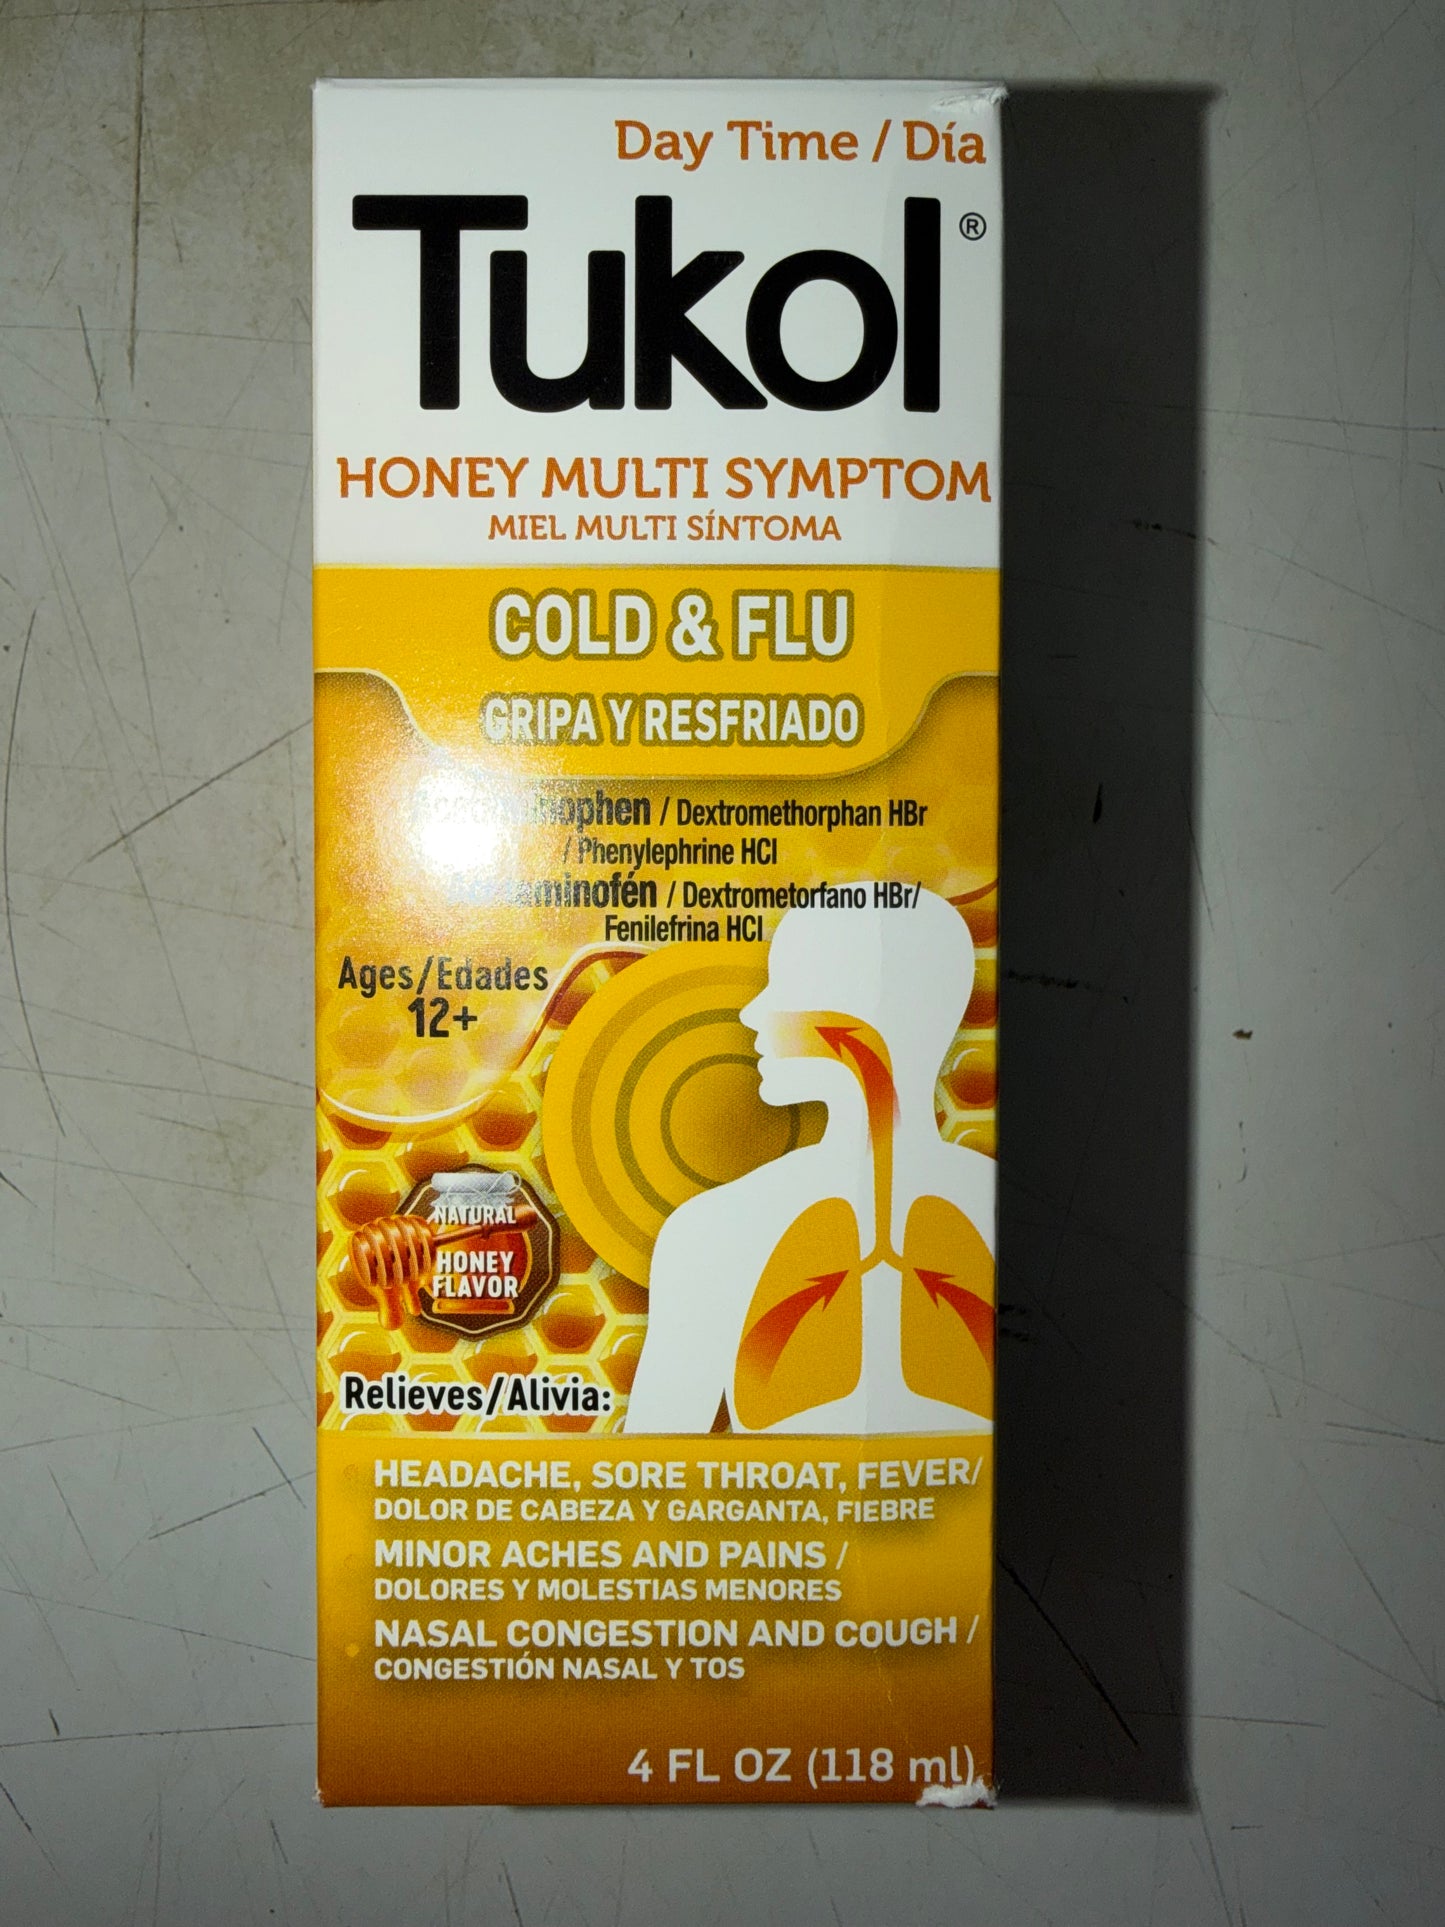 Day Time / Día
Tukol®
HONEY MULTI SYMPTOM
MIEL MULTI SÍNTOMA
COLD & FLU
GRIPA Y RESFRIADO
Acetaminophen / Dextromethorphan HBr
/ Phenylephrine HCl
Acetaminofén / Dextrometorfano HBr/
Fenilefrina HCl
Ages/Edades
12+
NATURAL
HONEY
FLAVOR
Relieves/Alivia:
HEADACHE, SORE THROAT, FEVER/
DOLOR DE CABEZA Y GARGANTA, FIEBRE
MINOR ACHES AND PAINS /
DOLORES Y MOLESTIAS MENORES
NASAL CONGESTION AND COUGH /
CONGESTIÓN NASAL Y TOS
4 FL OZ (118 ml)